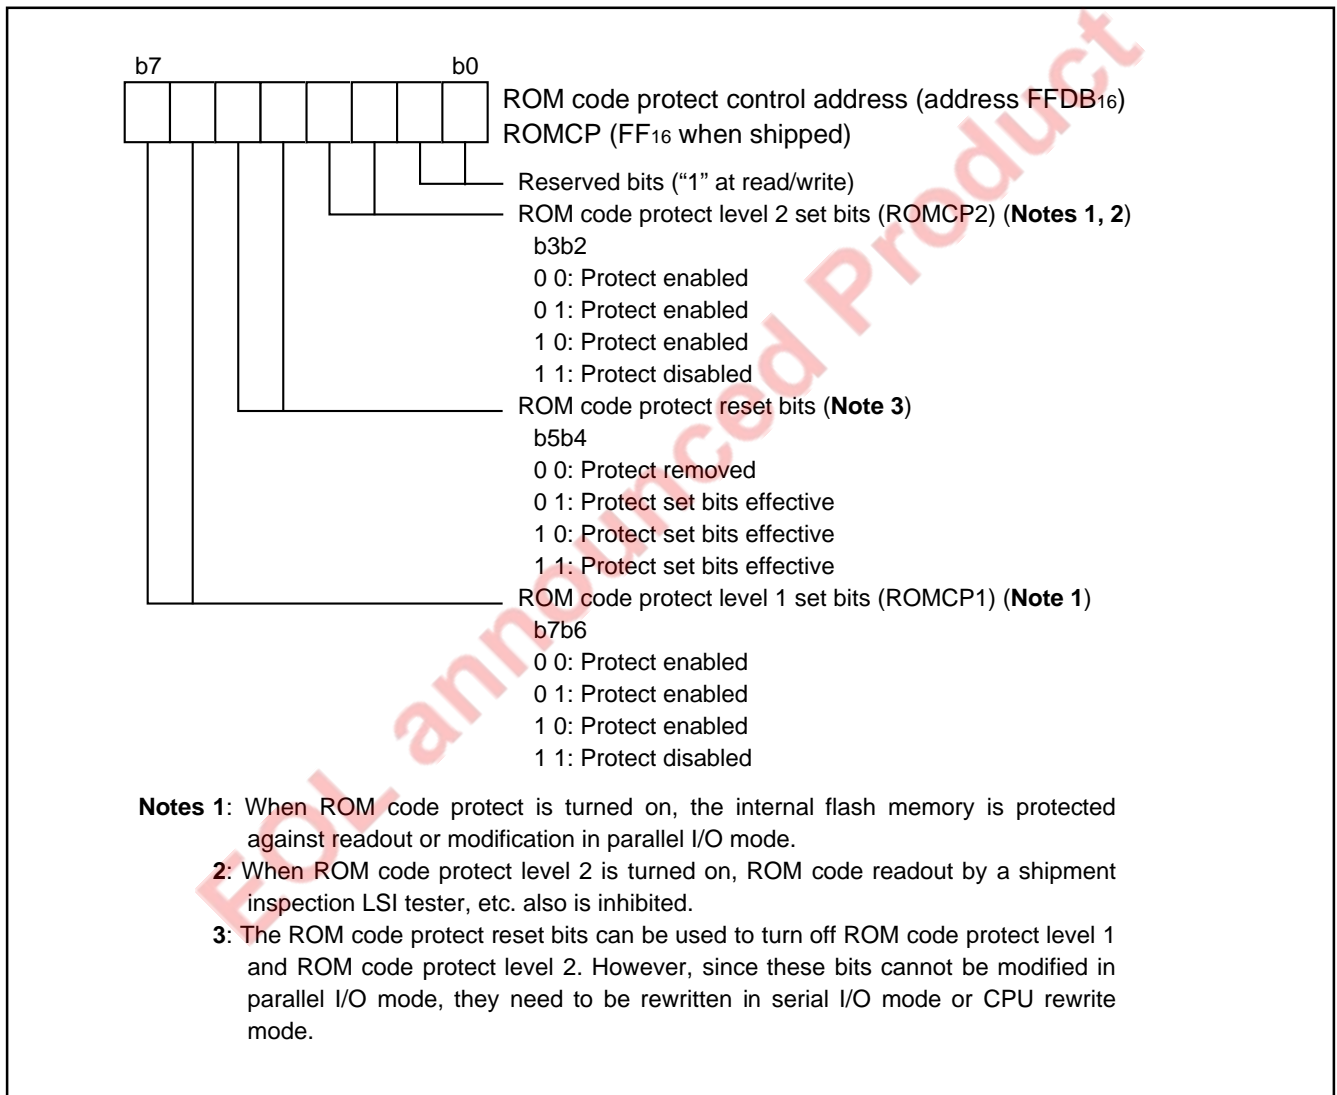 b7 b0
ROM code protect control address (address FFDB16)
ROMCP (FF16 when shipped)
Reserved bits (“1” at read/write)
ROM code protect level 2 set bits (ROMCP2) (Notes 1, 2)
b3b2
0 0: Protect enabled
0 1: Protect enabled
1 0: Protect enabled
1 1: Protect disabled
ROM code protect reset bits (Note 3)
b5b4
0 0: Protect removed
0 1: Protect set bits effective
1 0: Protect set bits effective
1 1: Protect set bits effective
ROM code protect level 1 set bits (ROMCP1) (Note 1)
b7b6
0 0: Protect enabled
0 1: Protect enabled
1 0: Protect enabled
1 1: Protect disabled
Notes 1: When ROM code protect is turned on, the internal flash memory is protected
against readout or modification in parallel I/O mode.
2: When ROM code protect level 2 is turned on, ROM code readout by a shipment
inspection LSI tester, etc. also is inhibited.
3: The ROM code protect reset bits can be used to turn off ROM code protect level 1
and ROM code protect level 2. However, since these bits cannot be modified in
parallel I/O mode, they need to be rewritten in serial I/O mode or CPU rewrite
mode.
EOL announced Product